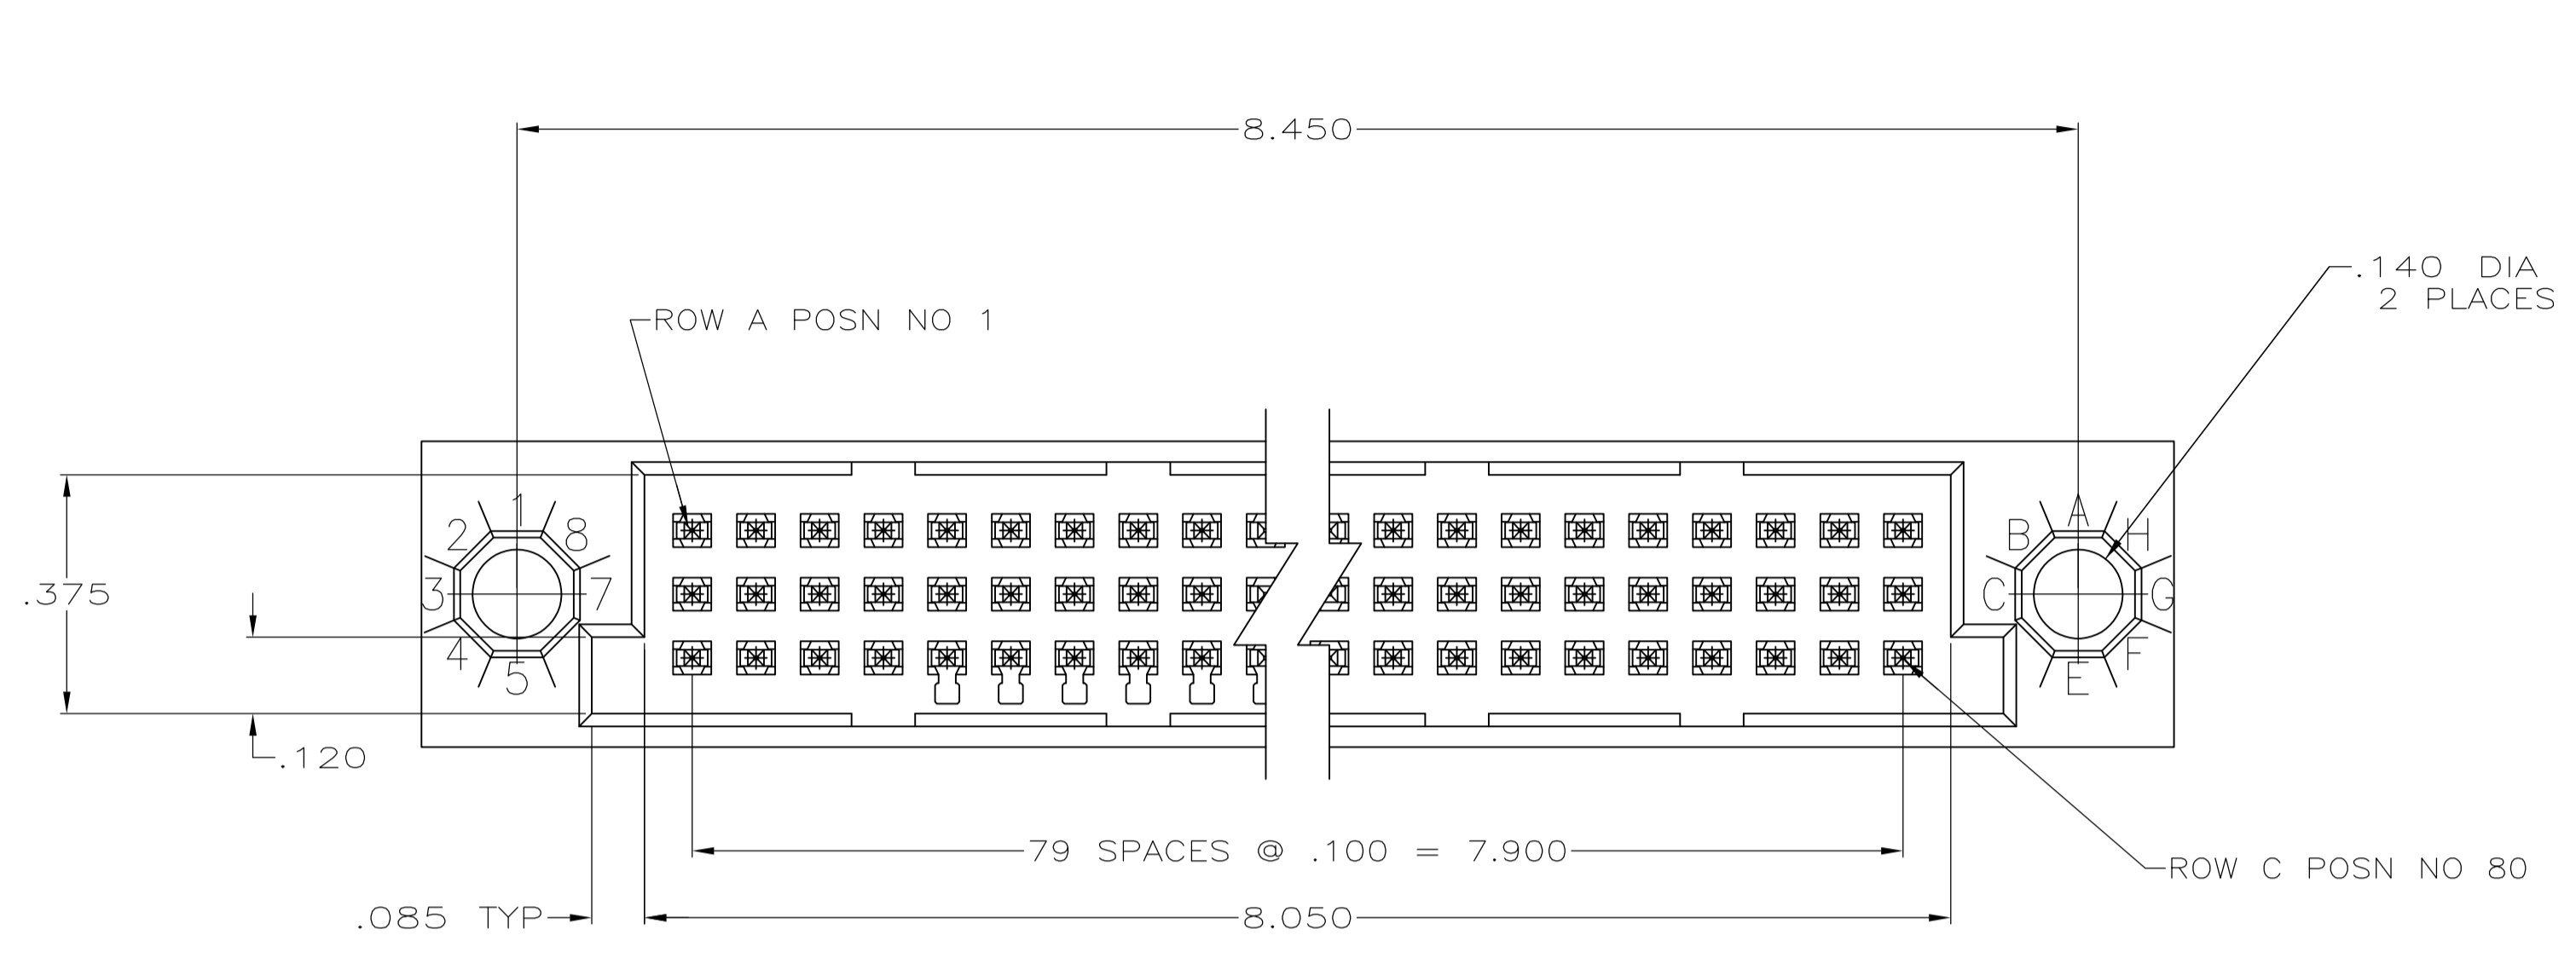 8.450
.140 DIA
2 PLACES
ROW A POSN NO 1
1
2
8
3
7
4
5
A
B
H
C
G
F
E
.375
.120
79 SPACES @ .100 = 7.900
ROW C POSN NO 80
.085 TYP
8.050